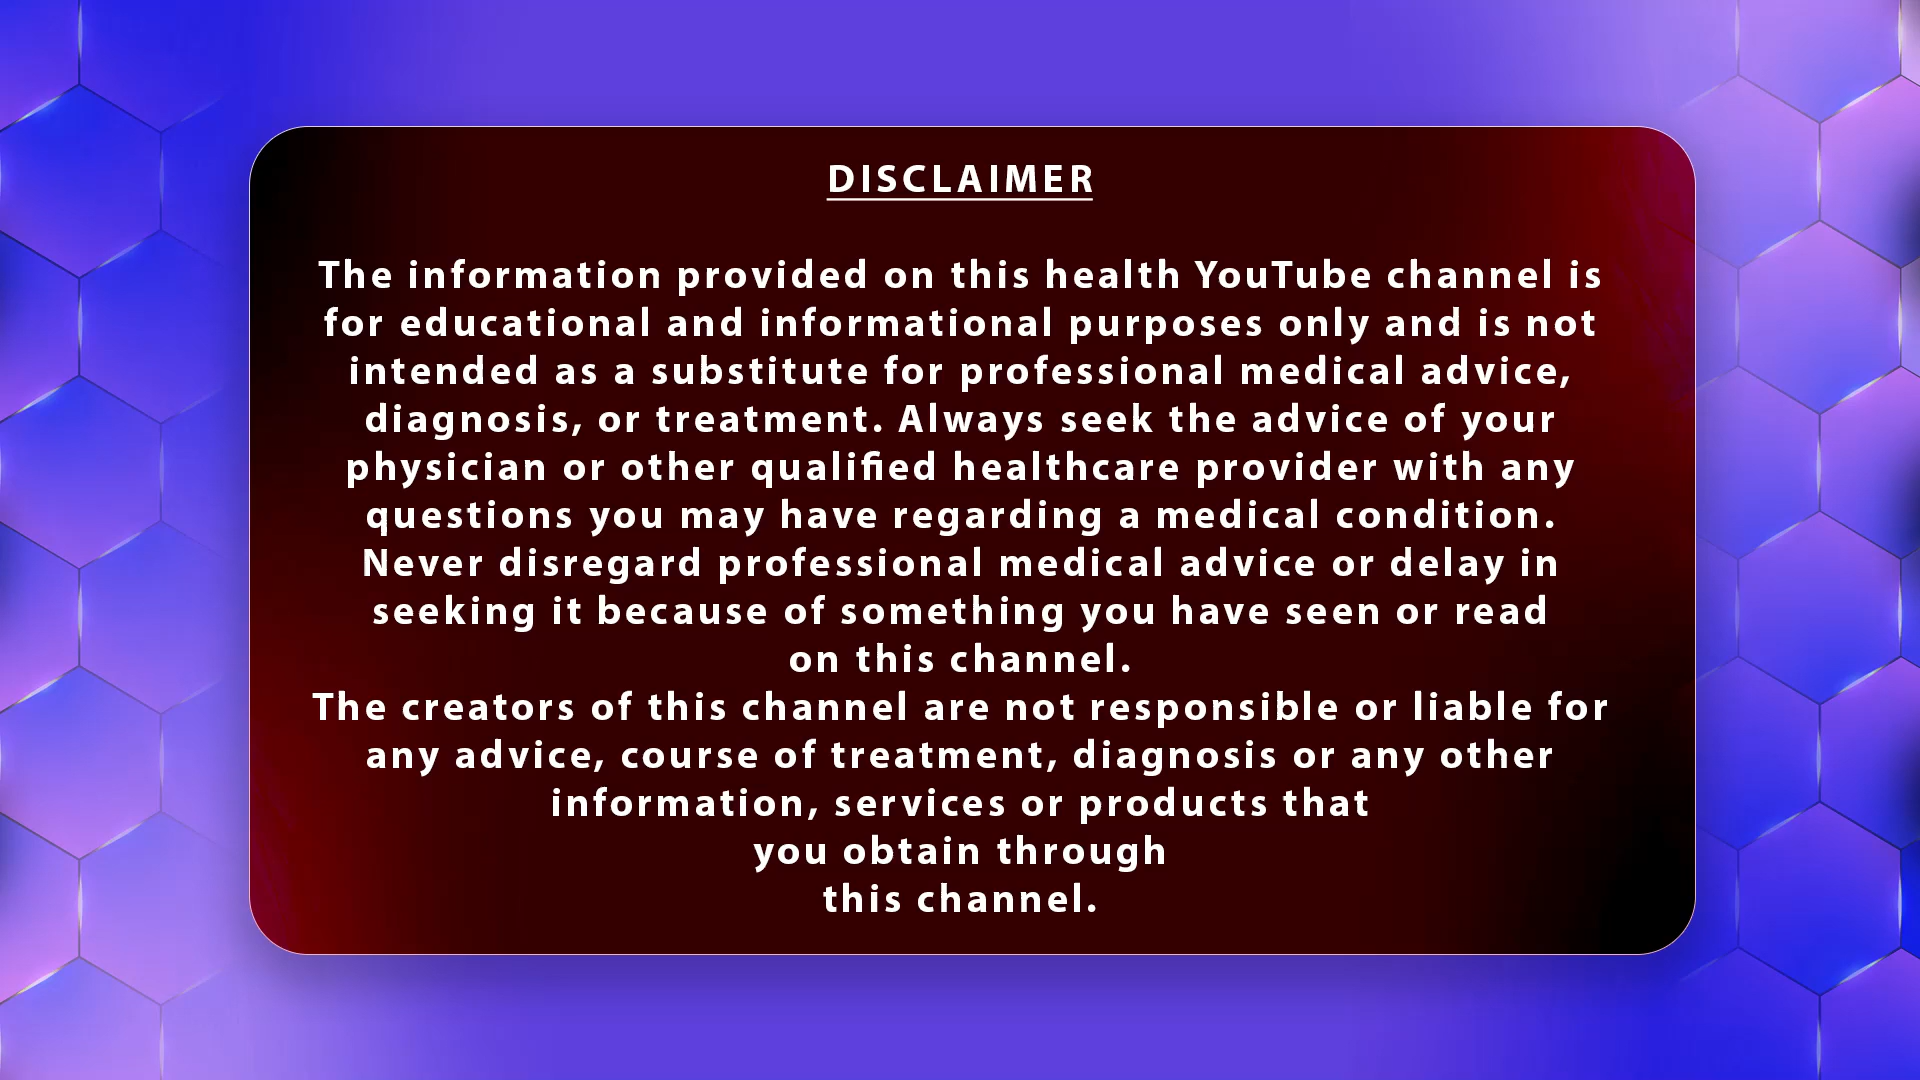 DISCLAIMER
The information provided on this health YouTube channel is
for educational and informational purposes only and is not
intended as a substitute for professional medical advice,
diagnosis, or treatment. Always seek the advice of your
physician or other qualified healthcare provider with any
questions you may have regarding a medical condition.
Never disregard professional medical advice or delay in
seeking it because of something you have seen or read
on this channel.
The creators of this channel are not responsible or liable for
any advice, course of treatment, diagnosis or any other
information, services or products that
you obtain through
this channel.